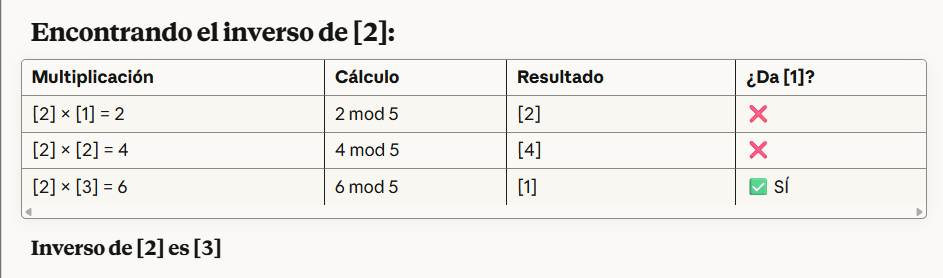 Encontrando el inverso de [2]:
Multiplicación Cálculo Resultado ¿Da [1]?
[2] × [1] = 2 2 mod 5 [2] ❌
[2] × [2] = 4 4 mod 5 [4] ❌
[2] × [3] = 6 6 mod 5 [1] ✅ SÍ
Inverso de [2] es [3]